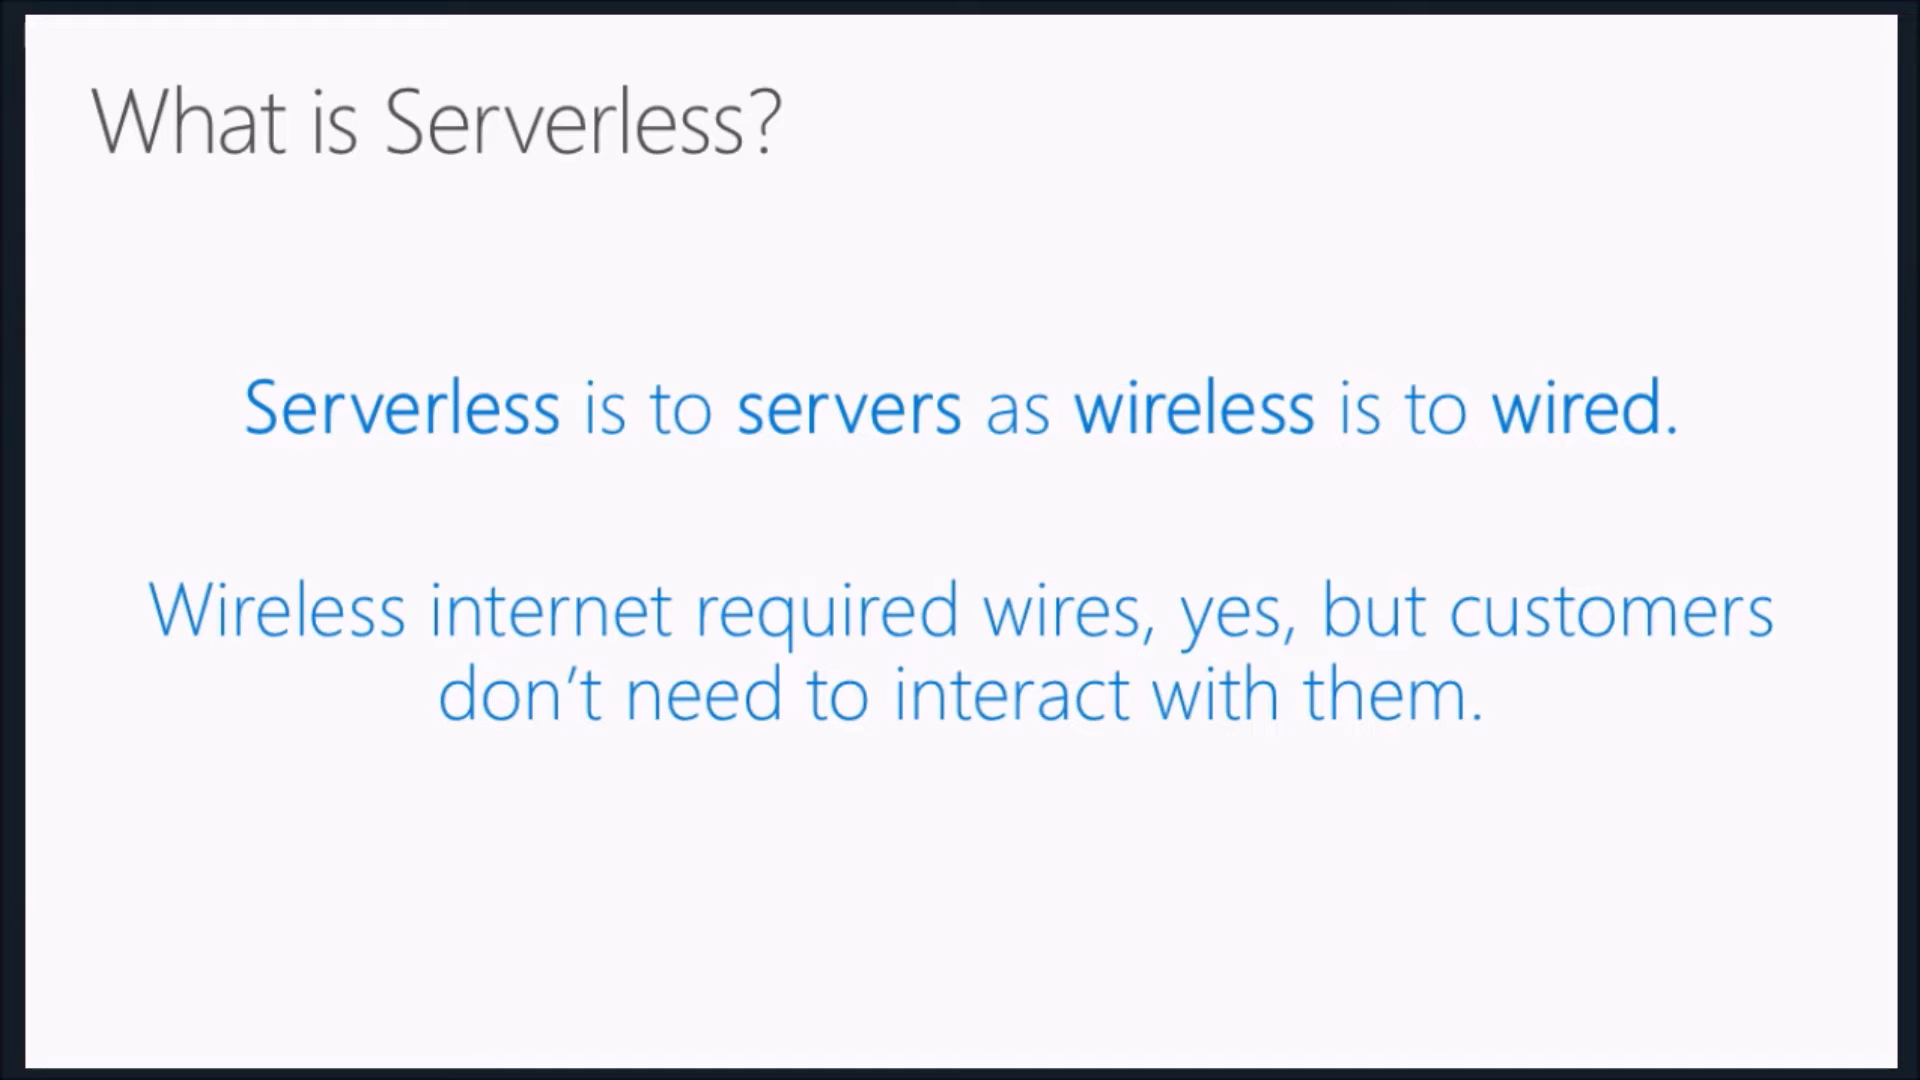 What is Serverless?
Serverless is to servers as wireless is to wired.
Wireless internet required wires, yes, but customers
don’t need to interact with them.